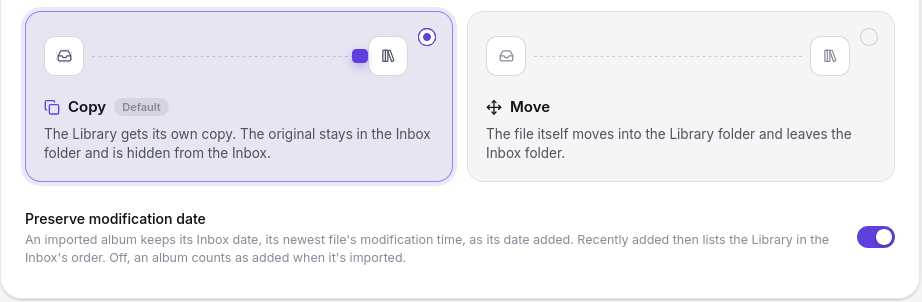 Copy Default
The Library gets its own copy. The original stays in the Inbox
folder and is hidden from the Inbox.
Move
The file itself moves into the Library folder and leaves the
Inbox folder.
Preserve modification date
An imported album keeps its Inbox date, its newest file's modification time, as its date added. Recently added then lists the Library in the
Inbox's order. Off, an album counts as added when it's imported.